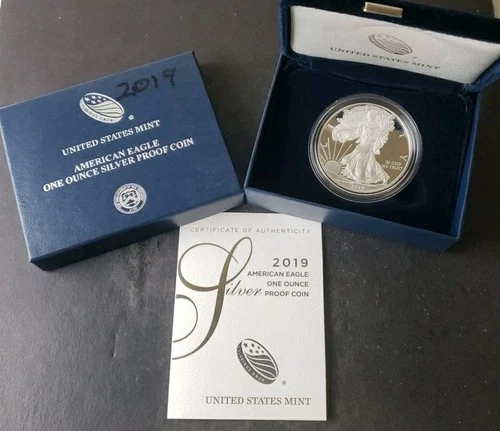 2019
UNITED STATES MINT
AMERICAN EAGLE
ONE OUNCE SILVER PROOF COIN
UNITED STATES MINT
IN GOD
WE TRUST
2019
CERTIFICATE OF AUTHENTICITY
2019
AMERICAN EAGLE
ONE OUNCE
Silver PROOF COIN
UNITED STATES MINT